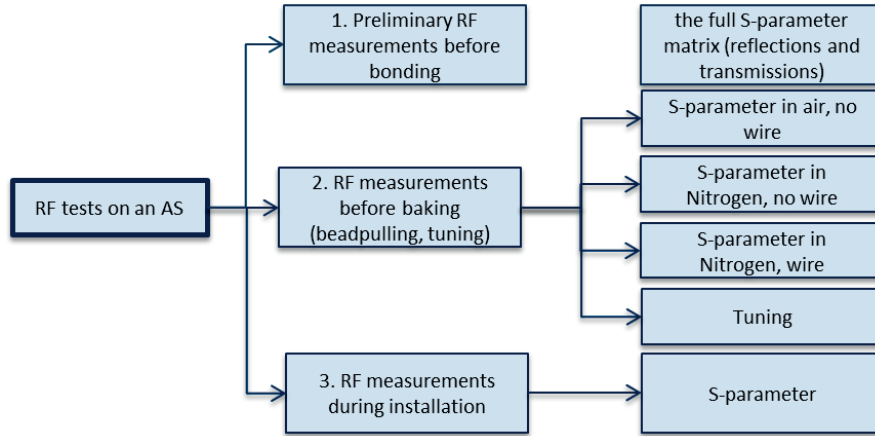 RF tests on an AS
1. Preliminary RF
measurements before
bonding
2. RF measurements
before baking
(beadpulling, tuning)
3. RF measurements
during installation
the full S-parameter
matrix (reflections and
transmissions)
S-parameter in air, no
wire
S-parameter in
Nitrogen, no wire
S-parameter in
Nitrogen, wire
Tuning
S-parameter